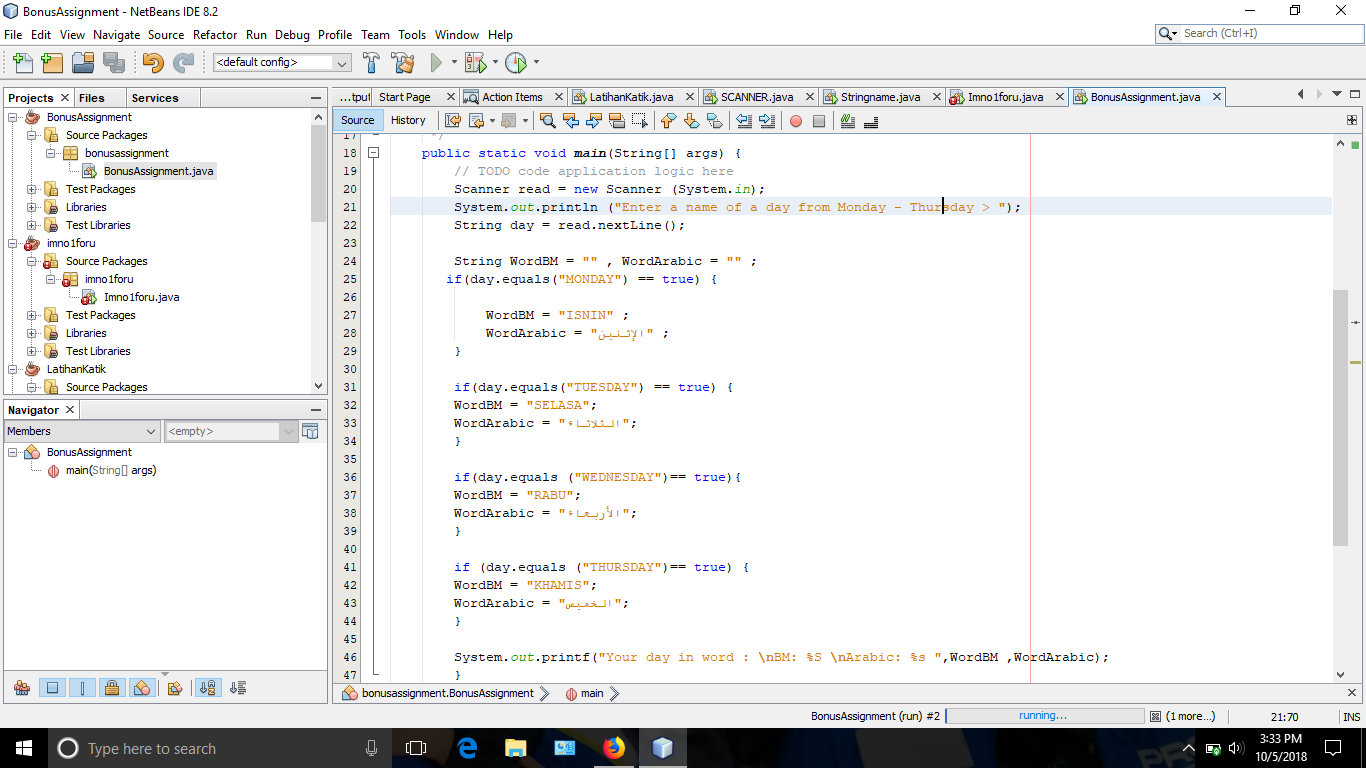 BonusAssignment - NetBeans IDE 8.2
File Edit View Navigate Source Refactor Run Debug Profile Team Tools Window Help
Search (Ctrl+I)
<default config>
Projects Files Services
BonusAssignment
Source Packages
bonusassignment
BonusAssignment.java
Test Packages
Libraries
Test Libraries
imno1foru
Source Packages
imno1foru
Imno1foru.java
Test Packages
Libraries
Test Libraries
LatihanKatik
Source Packages
Navigator
Members <empty>
BonusAssignment
main(String[] args)
...tput Start Page Action Items LatihanKatik.java SCANNER.java Stringname.java Imno1foru.java BonusAssignment.java
Source History
17 */
18 public static void main(String[] args) {
19 // TODO code application logic here
20 Scanner read = new Scanner (System.in);
21 System.out.println ("Enter a name of a day from Monday - Thursday > ");
22 String day = read.nextLine();
23
24 String WordBM = "" , WordArabic = "" ;
25 if(day.equals("MONDAY") == true) {
26
27 WordBM = "ISNIN" ;
28 WordArabic = "الإثنين" ;
29 }
30
31 if(day.equals("TUESDAY") == true) {
32 WordBM = "SELASA";
33 WordArabic = "الثلاثاء";
34 }
35
36 if(day.equals ("WEDNESDAY")== true){
37 WordBM = "RABU";
38 WordArabic = "الأربعاء";
39 }
40
41 if (day.equals ("THURSDAY")== true) {
42 WordBM = "KHAMIS";
43 WordArabic = "الخميس";
44 }
45
46 System.out.printf("Your day in word : \nBM: %S \nArabic: %s ",WordBM ,WordArabic);
47 }
bonusassignment.BonusAssignment main
BonusAssignment (run) #2 running... (1 more...) 21:70 INS
Type here to search
3:33 PM
10/5/2018